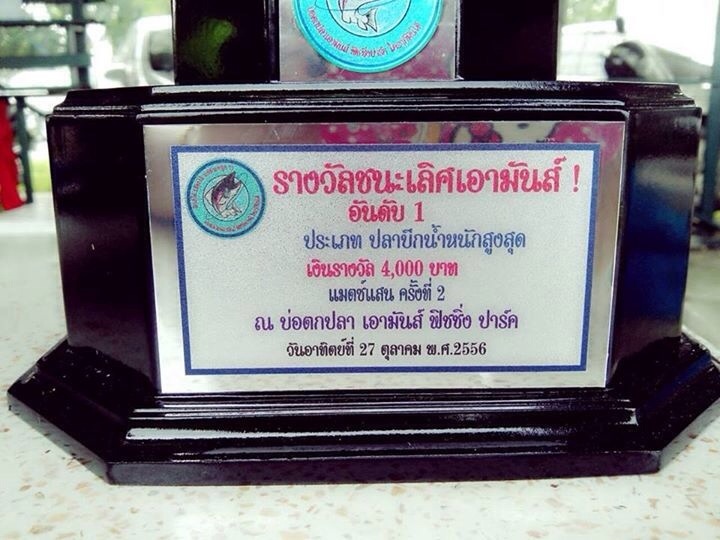 รางวัลชนะเลิศเอามันส์ !
อันดับ 1
ประเภท ปลาบึกน้ำหนักสูงสุด
เงินรางวัล 4,000 บาท
แมตช์แสน ครั้งที่ 2
ณ บ่อตกปลา เอามันส์ ฟิชชิ่ง ปาร์ค
วันอาทิตย์ที่ 27 ตุลาคม พ.ศ.2556